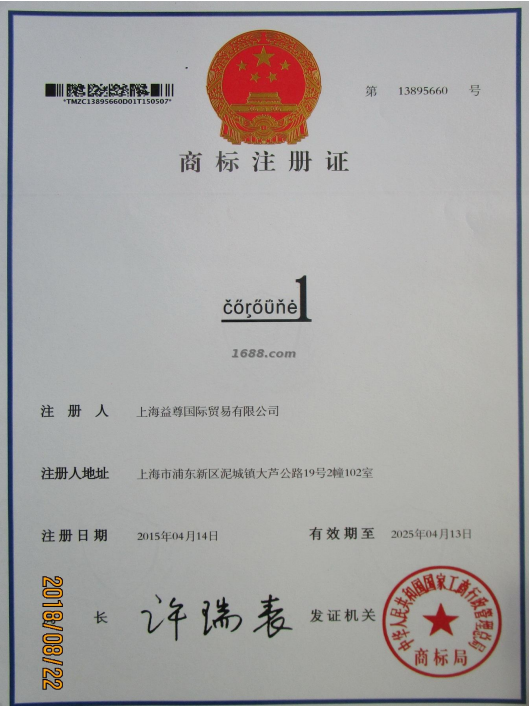 *TMZC13895660D01T150507*
第 13895660 号
商标注册证
čőŗőűňė1
1688.com
注册人 上海益尊国际贸易有限公司
注册人地址 上海市浦东新区泥城镇大芦公路19号2幢102室
注册日期 2015年04月14日 有效期至 2025年04月13日
长 许瑞表 发证机关
中华人民共和国国家工商行政管理总局
商标局
2018/08/22